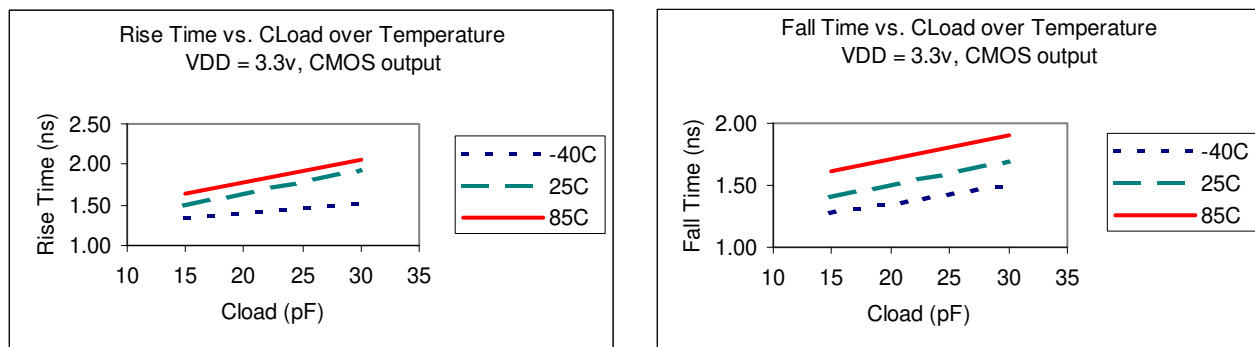 Rise Time vs. CLoad over Temperature
VDD = 3.3v, CMOS output
Rise Time (ns)
2.50
2.00
1.50
1.00
10 15 20 25 30 35
Cload (pF)
-40C
25C
85C
Fall Time vs. CLoad over Temperature
VDD = 3.3v, CMOS output
Fall Time (ns)
2.00
1.50
1.00
10 15 20 25 30 35
Cload (pF)
-40C
25C
85C